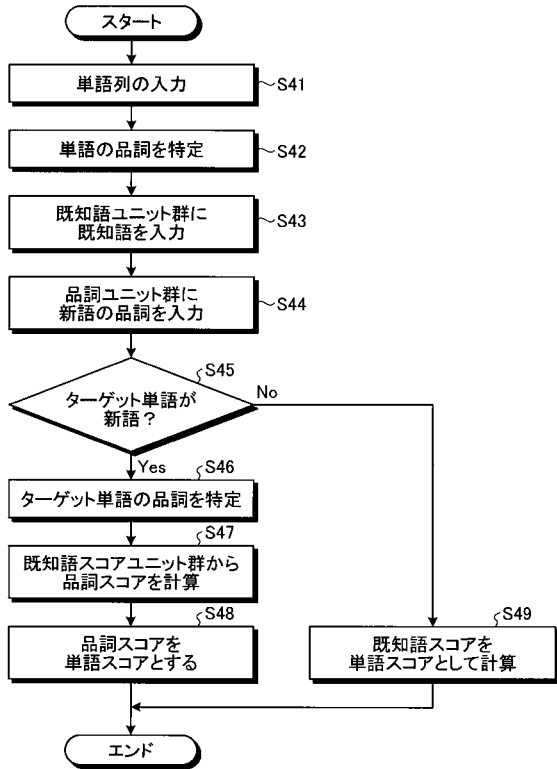 スタート
単語列の入力
S41
単語の品詞を特定
S42
既知語ユニット群に
既知語を入力
S43
品詞ユニット群に
新語の品詞を入力
S44
S45
ターゲット単語が
新語？
No
Yes
S46
ターゲット単語の品詞を特定
S47
既知語スコアユニット群から
品詞スコアを計算
S48
品詞スコアを
単語スコアとする
S49
既知語スコアを
単語スコアとして計算
エンド